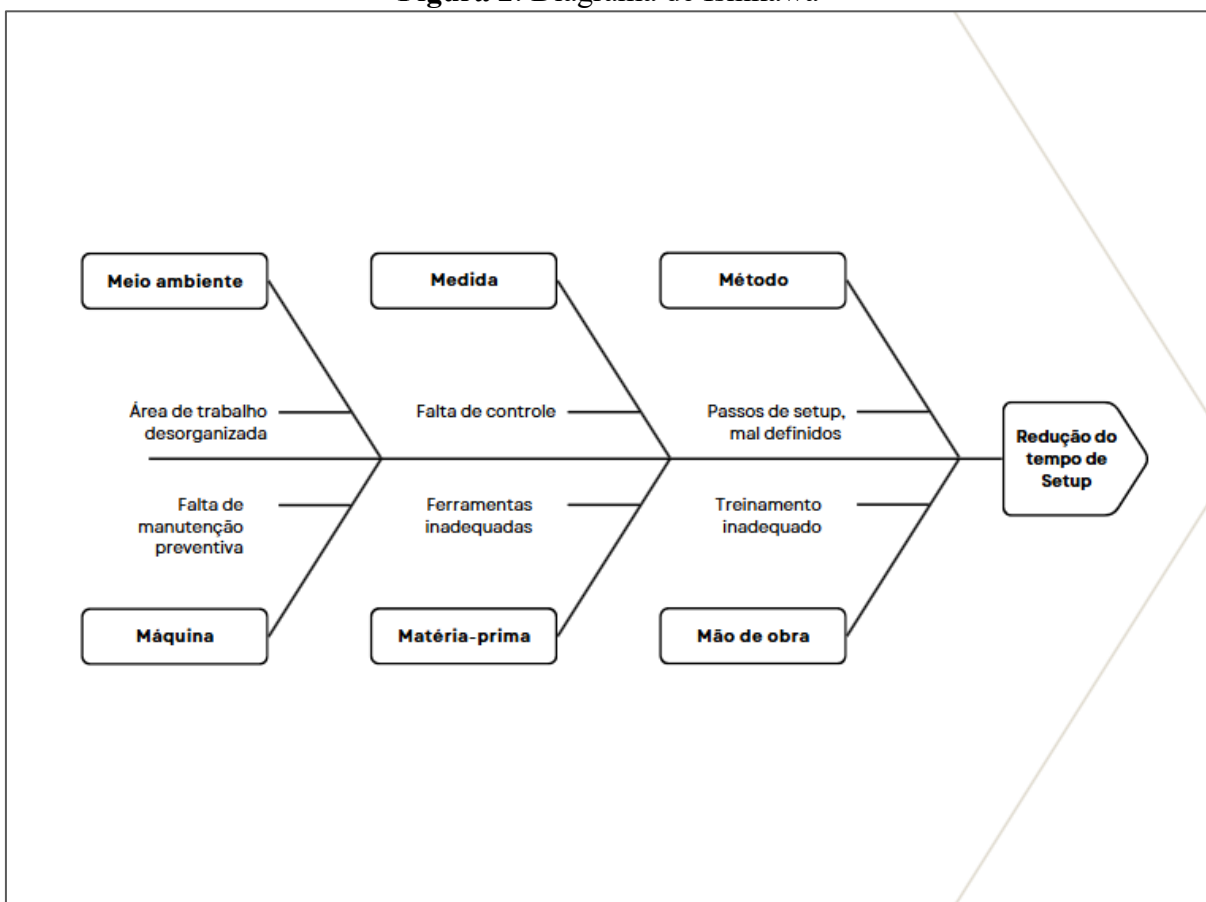 Meio ambiente
Medida
Método
Área de trabalho
desorganizada
Falta de controle
Passos de setup,
mal definidos
Redução do
tempo de
Setup
Falta de
manutenção
preventiva
Ferramentas
inadequadas
Treinamento
inadequado
Máquina
Matéria-prima
Mão de obra